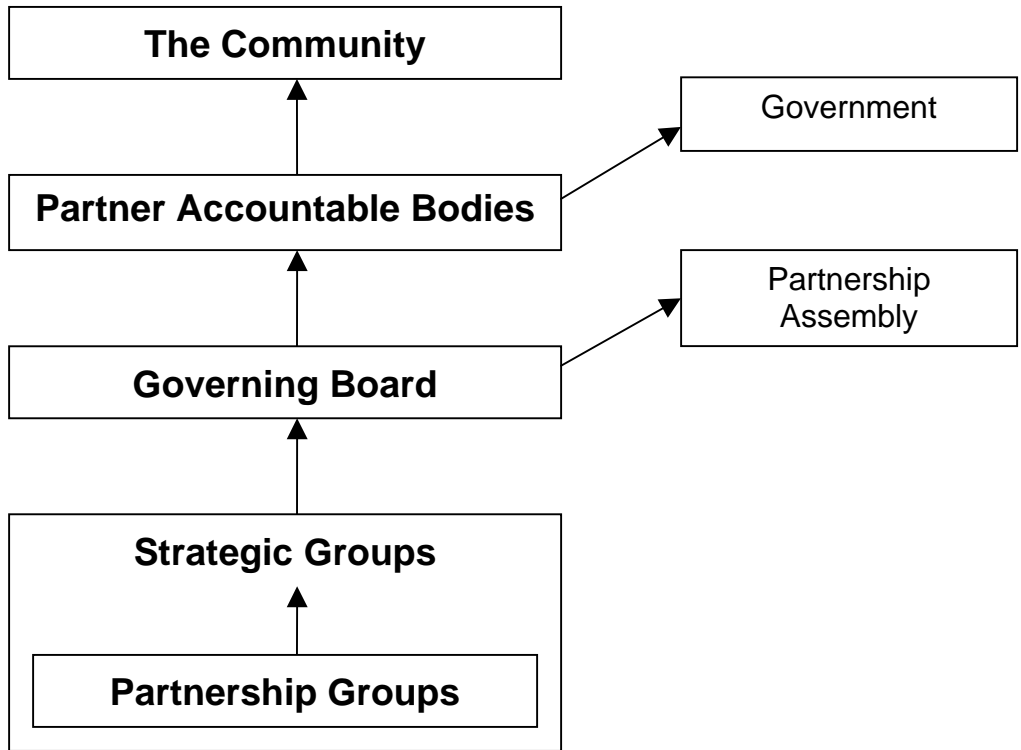 The Community
Government
Partner Accountable Bodies
Partnership
Assembly
Governing Board
Strategic Groups
Partnership Groups